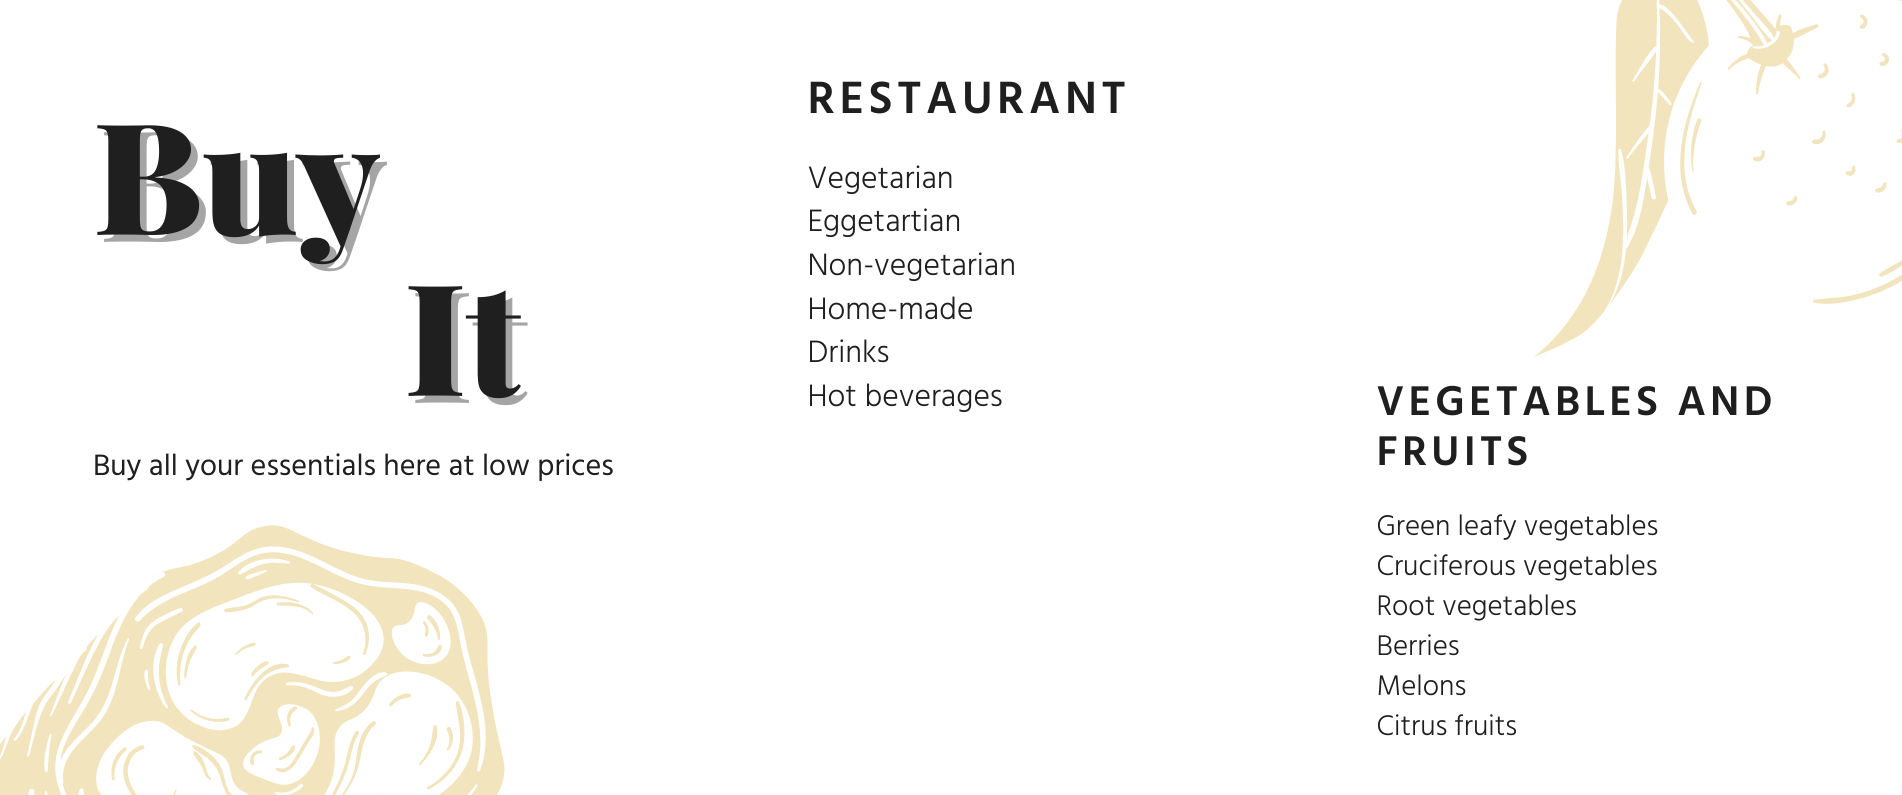 Buy
It
Buy all your essentials here at low prices
RESTAURANT
Vegetarian
Eggetartian
Non-vegetarian
Home-made
Drinks
Hot beverages
VEGETABLES AND
FRUITS
Green leafy vegetables
Cruciferous vegetables
Root vegetables
Berries
Melons
Citrus fruits